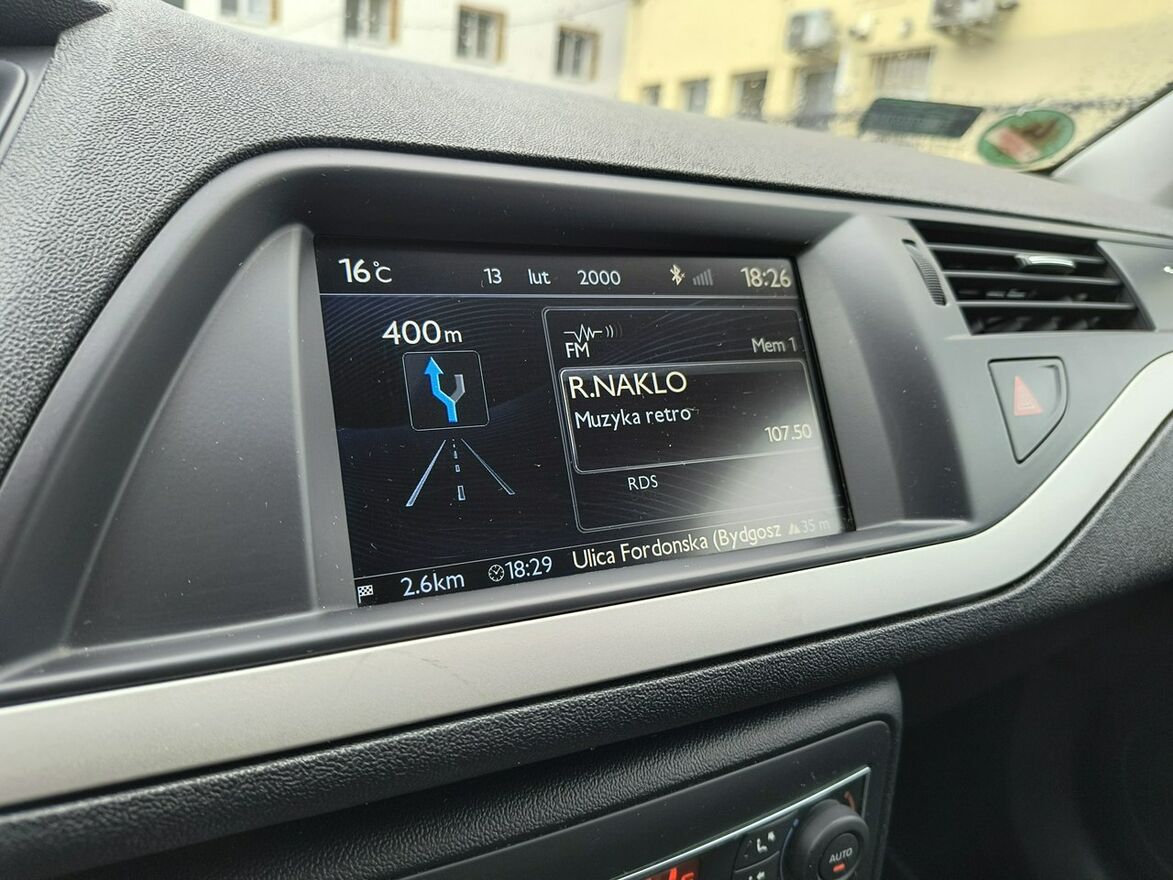 16°C 13 lut 2000 18:26
400m
FM Mem 1
R.NAKLO
Muzyka retro
107.50
RDS
2.6km 18:29 Ulica Fordonska (Bydgosz 35 m
AUTO